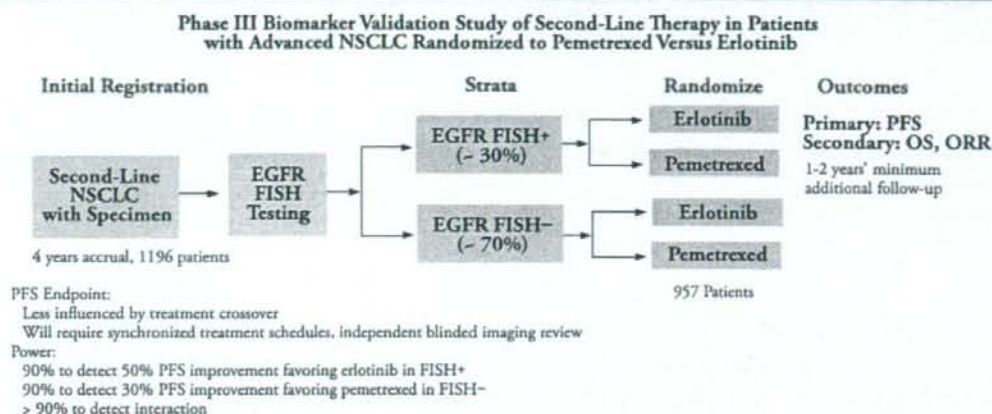 Phase III Biomarker Validation Study of Second-Line Therapy in Patients
with Advanced NSCLC Randomized to Pemetrexed Versus Erlotinib
Initial Registration
Strata
Randomize
Outcomes
Second-Line
NSCLC
with Specimen
EGFR
FISH
Testing
EGFR FISH+
(~ 30%)
EGFR FISH−
(~ 70%)
Erlotinib
Pemetrexed
Erlotinib
Pemetrexed
Primary: PFS
Secondary: OS, ORR
1-2 years' minimum
additional follow-up
4 years accrual, 1196 patients
957 Patients
PFS Endpoint:
Less influenced by treatment crossover
Will require synchronized treatment schedules, independent blinded imaging review
Power:
90% to detect 50% PFS improvement favoring erlotinib in FISH+
90% to detect 30% PFS improvement favoring pemetrexed in FISH−
> 90% to detect interaction